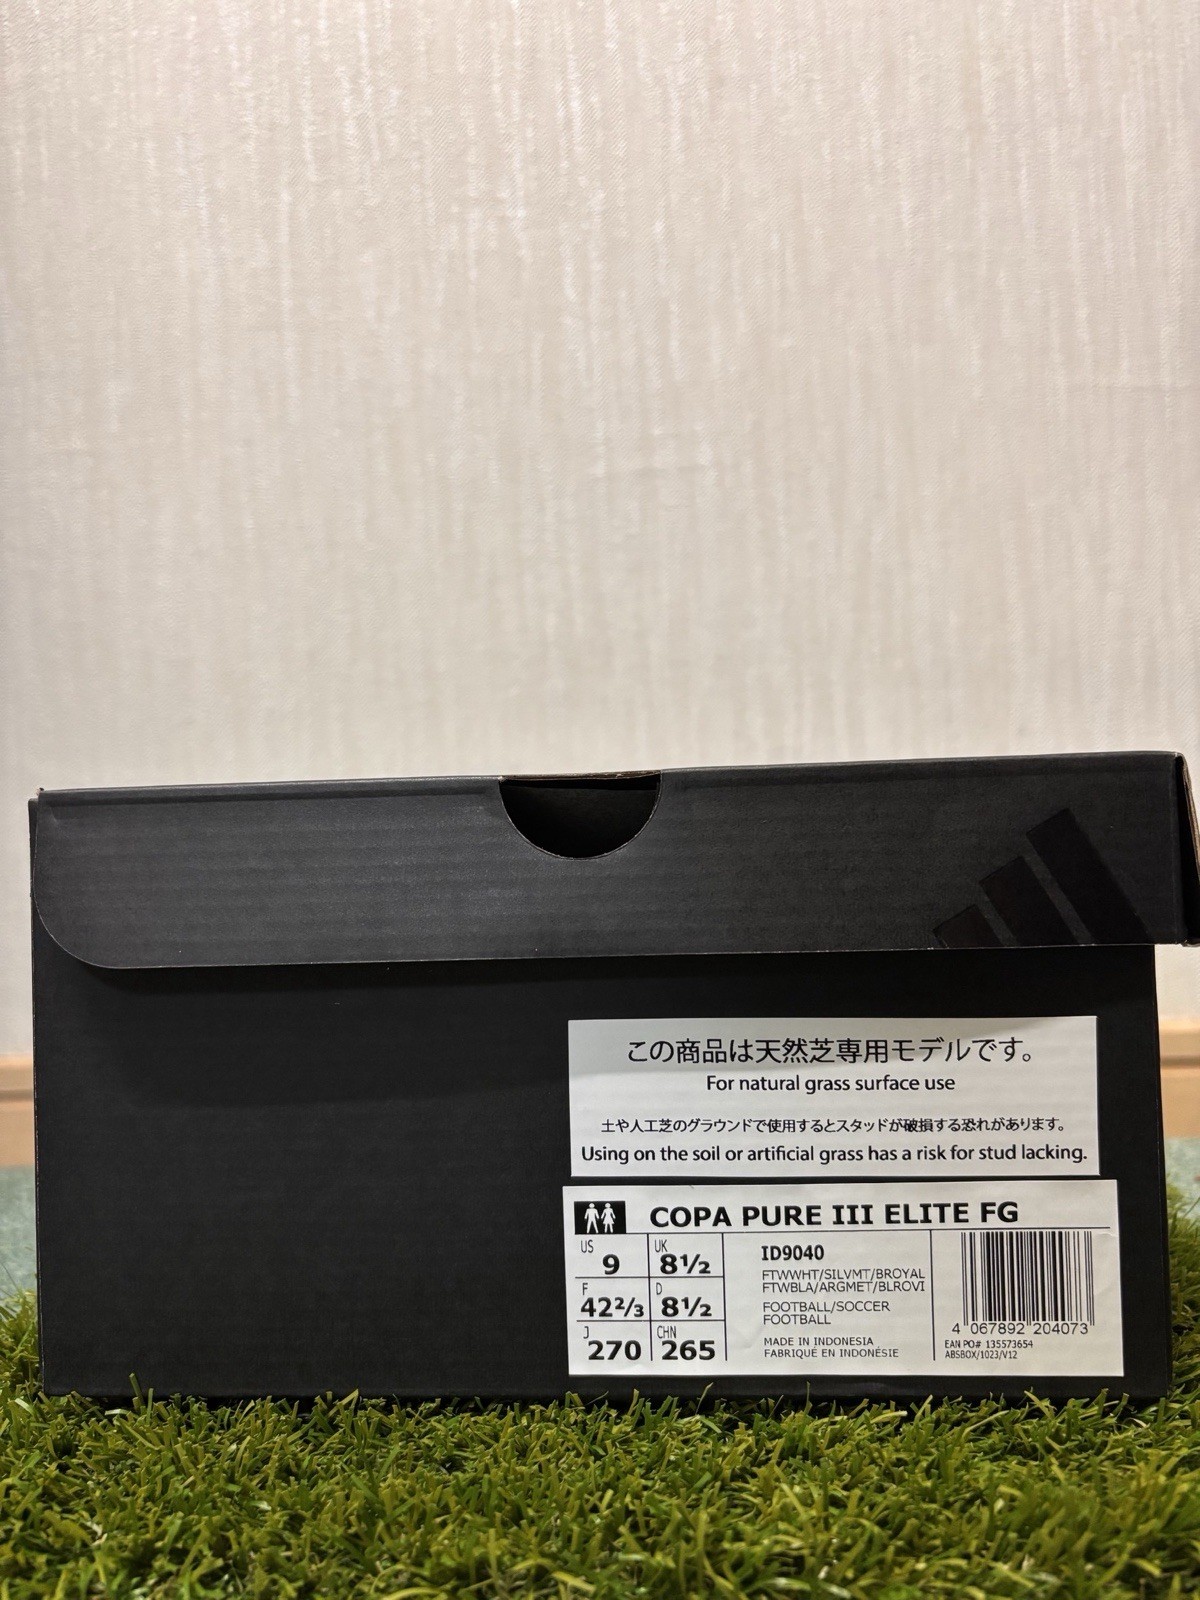 この商品は天然芝専用モデルです。
For natural grass surface use
土や人工芝のグラウンドで使用するとスタッドが破損する恐れがあります。
Using on the soil or artificial grass has a risk for stud lacking.
COPA PURE III ELITE FG
US 9
UK 8½
F 42⅔
D 8½
J 270
CHN 265
ID9040
FTWWHT/SILVMT/BROYAL
FTWBLA/ARGMET/BLROVI
FOOTBALL/SOCCER
FOOTBALL
MADE IN INDONESIA
FABRIQUÉ EN INDONÉSIE
4 067892 204073
EAN PO# 135573654
ABSBOX/1023/V12